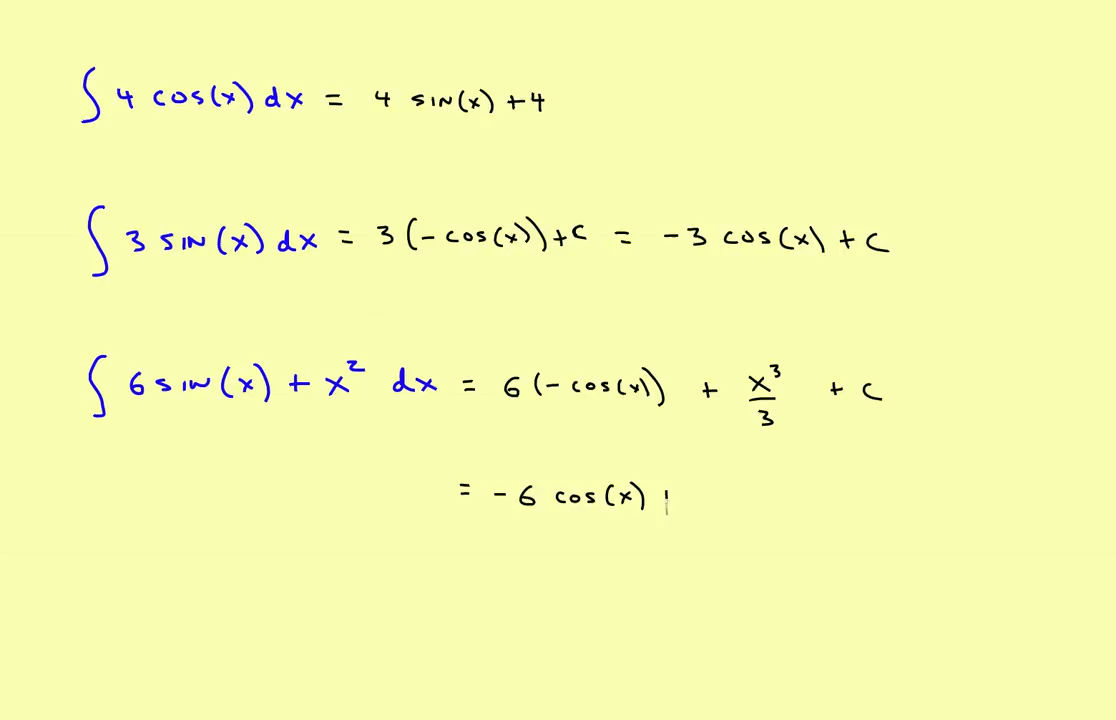 ∫ 4 cos(x) dx = 4 sin(x) + 4
∫ 3 sin(x) dx = 3 (- cos(x)) + C = -3 cos(x) + C
∫ 6 sin(x) + x² dx = 6 (- cos(x)) + x³/3 + C
= - 6 cos(x)